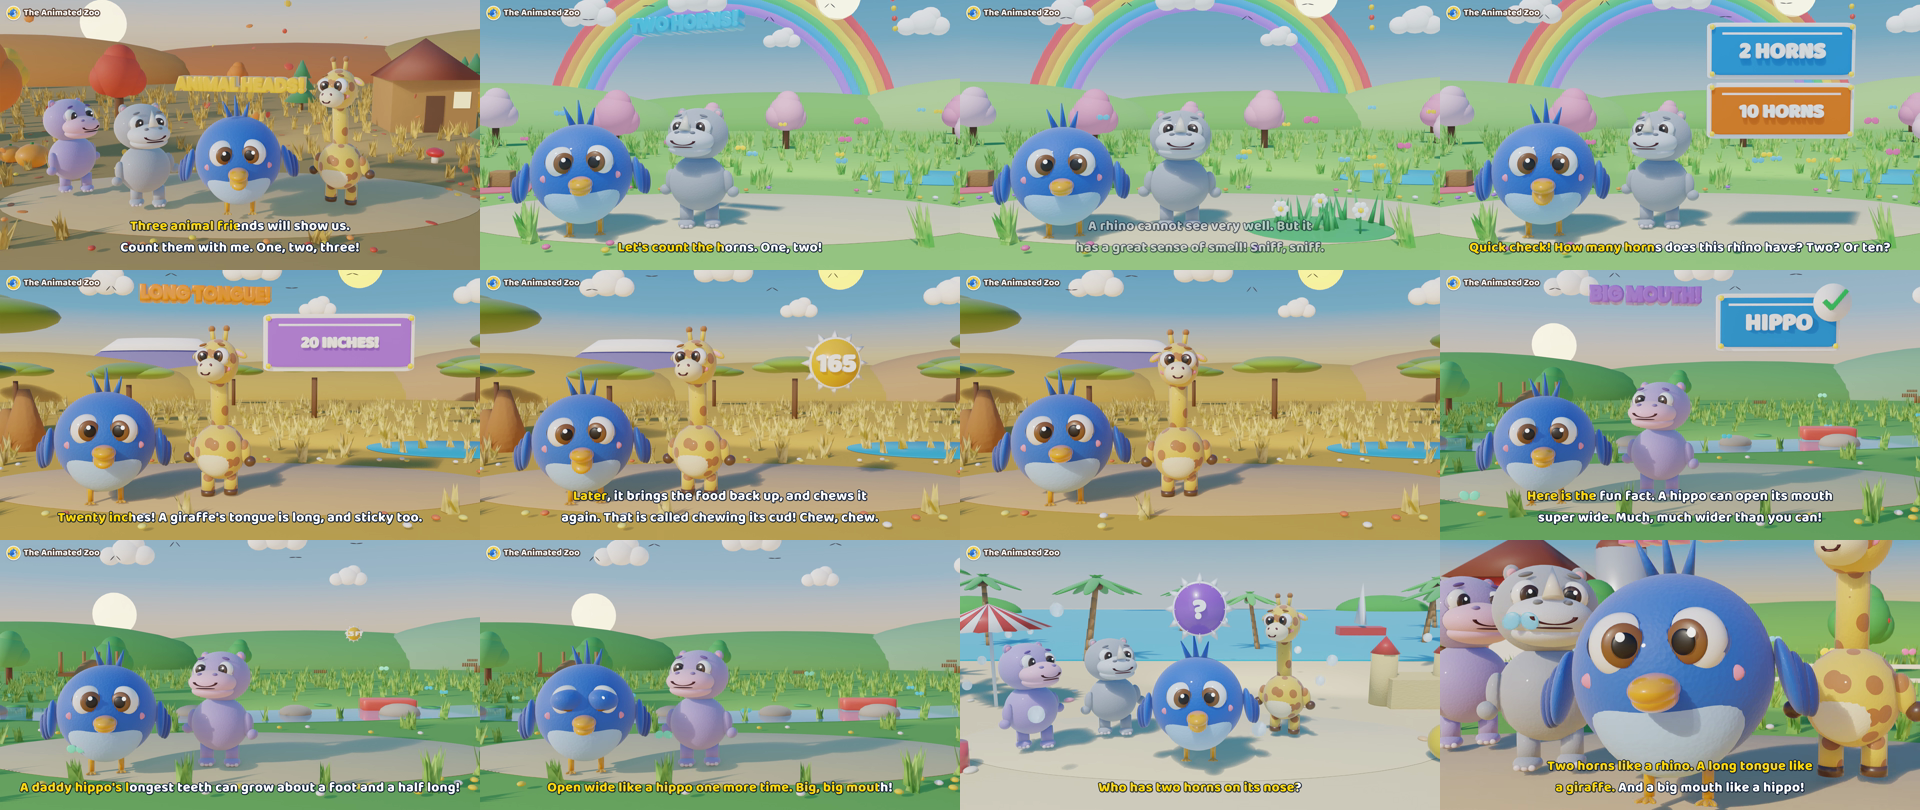 The Animated Zoo
ANIMAL HEADS!
Three animal friends will show us.
Count them with me. One, two, three!
The Animated Zoo
TWO HORNS!
Let's count the horns. One, two!
The Animated Zoo
A rhino cannot see very well. But it
has a great sense of smell! Sniff, sniff.
The Animated Zoo
2 HORNS
10 HORNS
Quick check! How many horns does this rhino have? Two? Or ten?
The Animated Zoo
LONG TONGUE!
20 INCHES!
Twenty inches! A giraffe's tongue is long, and sticky too.
The Animated Zoo
165
Later, it brings the food back up, and chews it
again. That is called chewing its cud! Chew, chew.
The Animated Zoo
The Animated Zoo
BIG MOUTH!
HIPPO
Here is the fun fact. A hippo can open its mouth
super wide. Much, much wider than you can!
The Animated Zoo
A daddy hippo's longest teeth can grow about a foot and a half long!
The Animated Zoo
Open wide like a hippo one more time. Big, big mouth!
The Animated Zoo
?
Who has two horns on its nose?
Two horns like a rhino. A long tongue like
a giraffe. And a big mouth like a hippo!